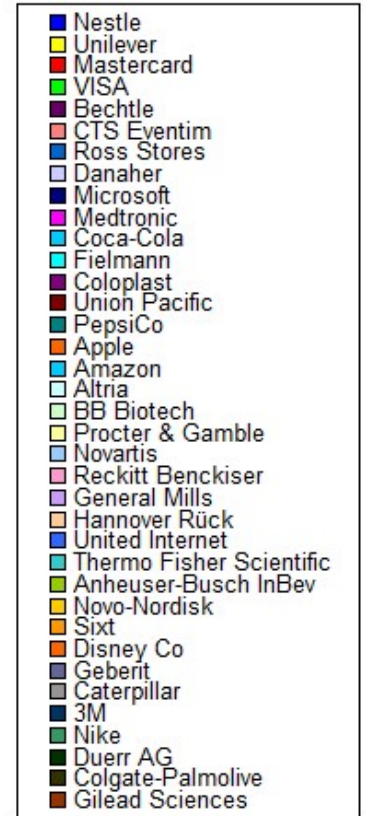 Nestle
Unilever
Mastercard
VISA
Bechtle
CTS Eventim
Ross Stores
Danaher
Microsoft
Medtronic
Coca-Cola
Fielmann
Coloplast
Union Pacific
PepsiCo
Apple
Amazon
Altria
BB Biotech
Procter & Gamble
Novartis
Reckitt Benckiser
General Mills
Hannover Rück
United Internet
Thermo Fisher Scientific
Anheuser-Busch InBev
Novo-Nordisk
Sixt
Disney Co
Geberit
Caterpillar
3M
Nike
Duerr AG
Colgate-Palmolive
Gilead Sciences